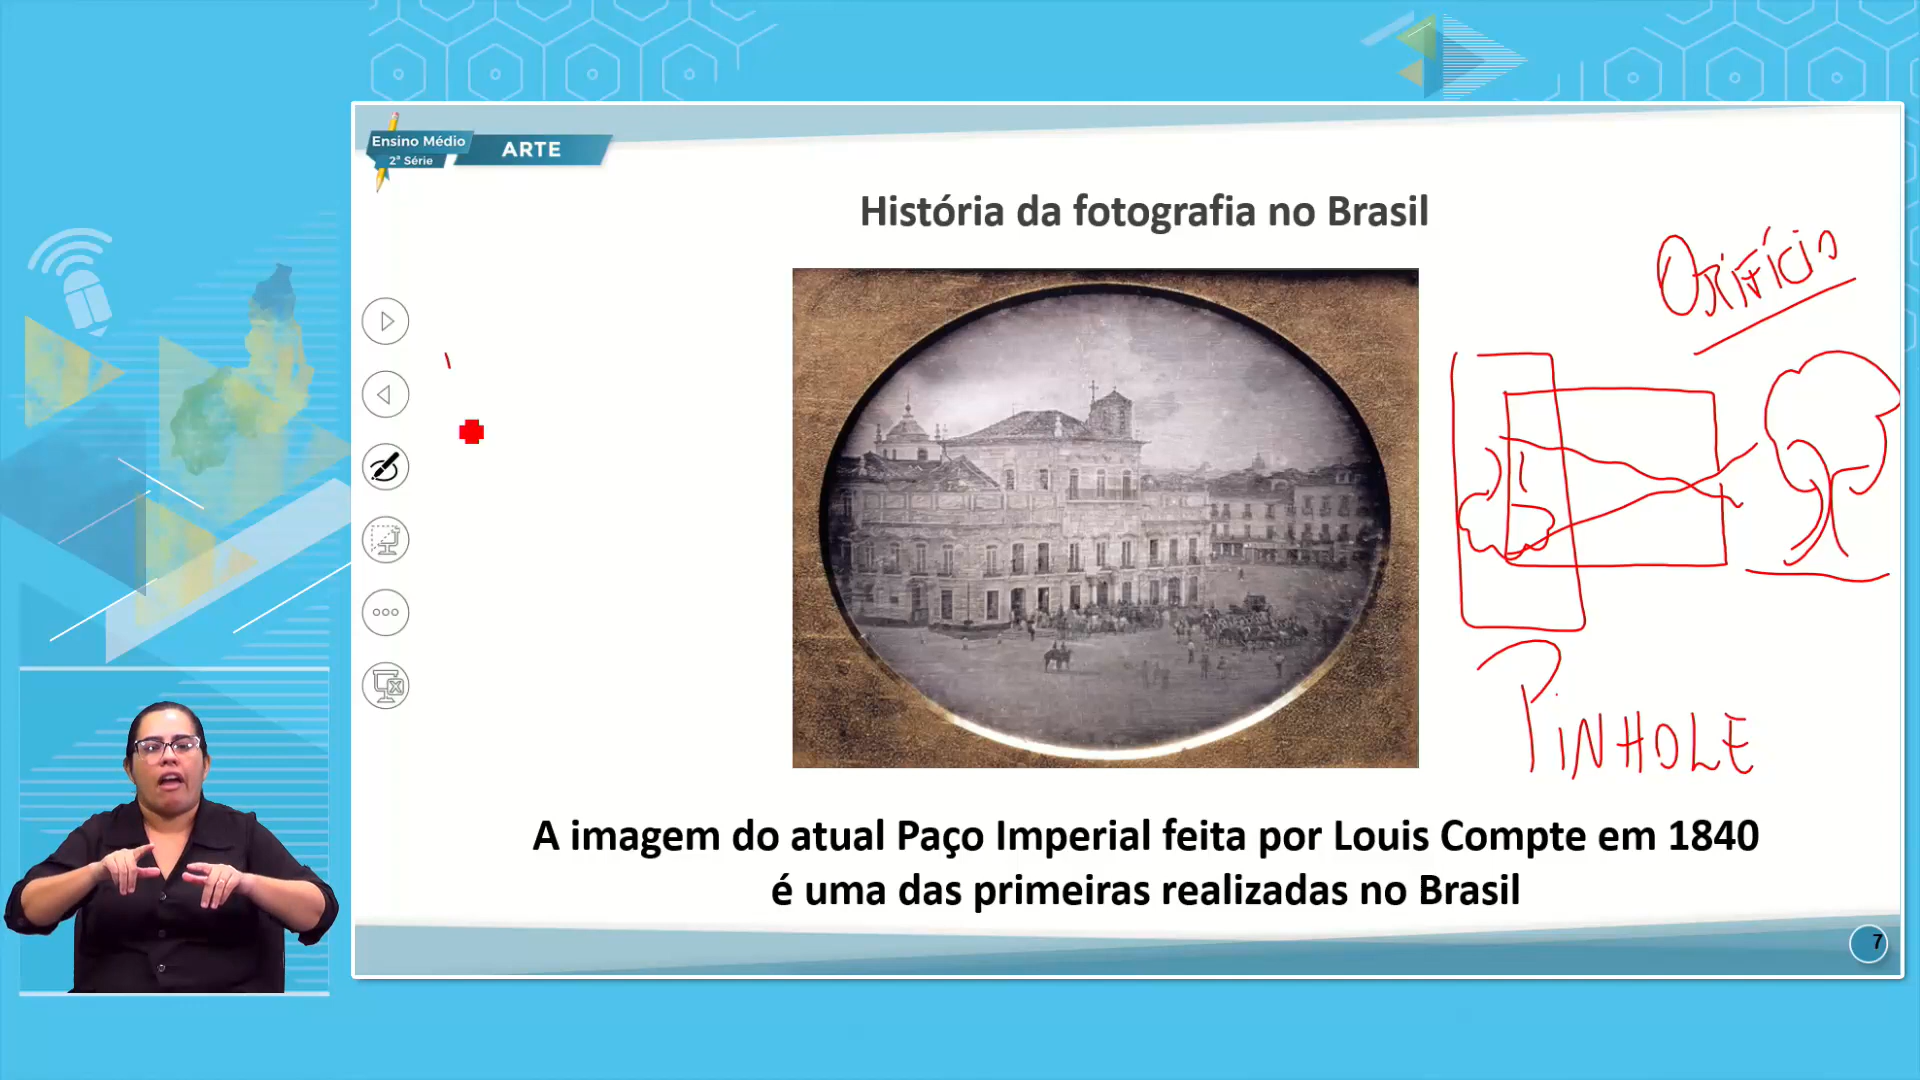 Ensino Médio
2ª Série
ARTE
História da fotografia no Brasil
Orifício
PINHOLE
A imagem do atual Paço Imperial feita por Louis Compte em 1840
é uma das primeiras realizadas no Brasil
7